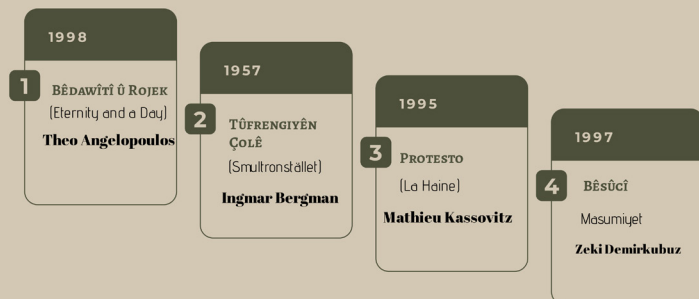 1998
1
BÊDAWÎTÎ Û ROJEK
(Eternity and a Day)
Theo Angelopoulos
1957
2
TÛFRENGIYÊN
ÇOLÊ
(Smultronstället)
Ingmar Bergman
1995
3
PROTESTO
(La Haine)
Mathieu Kassovitz
1997
4
BÊSÛCÎ
Masumiyet
Zeki Demirkubuz